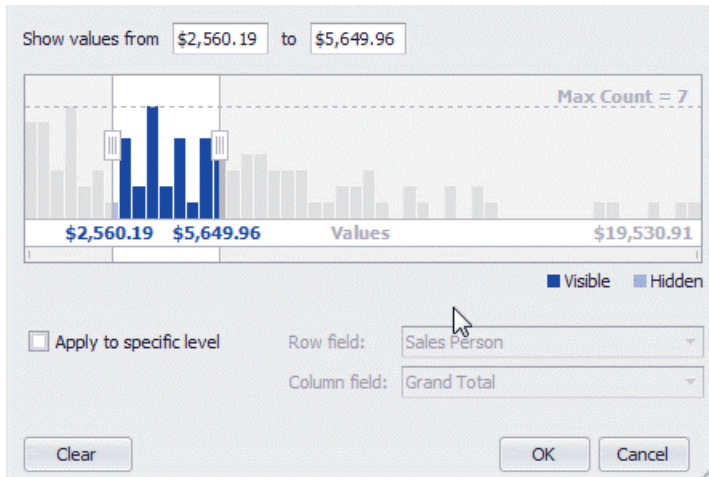 Show values from $2,560.19 to $5,649.96
Max Count = 7
$2,560.19 $5,649.96 Values $19,530.91
Visible Hidden
Apply to specific level Row field: Sales Person
Column field: Grand Total
Clear OK Cancel